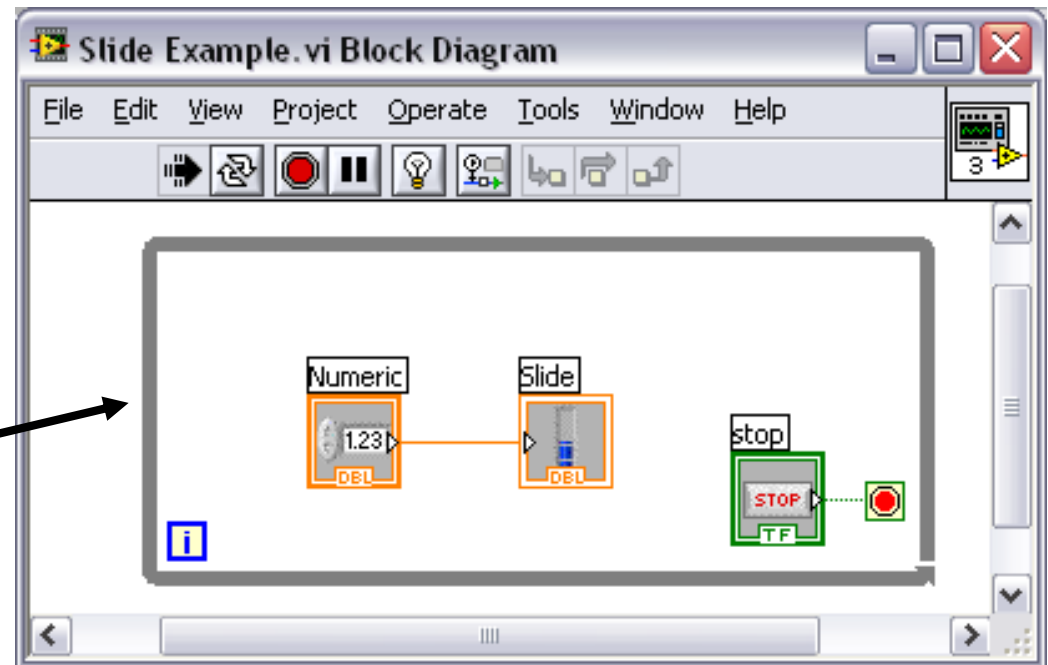 Slide Example.vi Block Diagram
File Edit View Project Operate Tools Window Help
3
Numeric
Slide
1.23
DBL
DBL
stop
STOP
TF
i